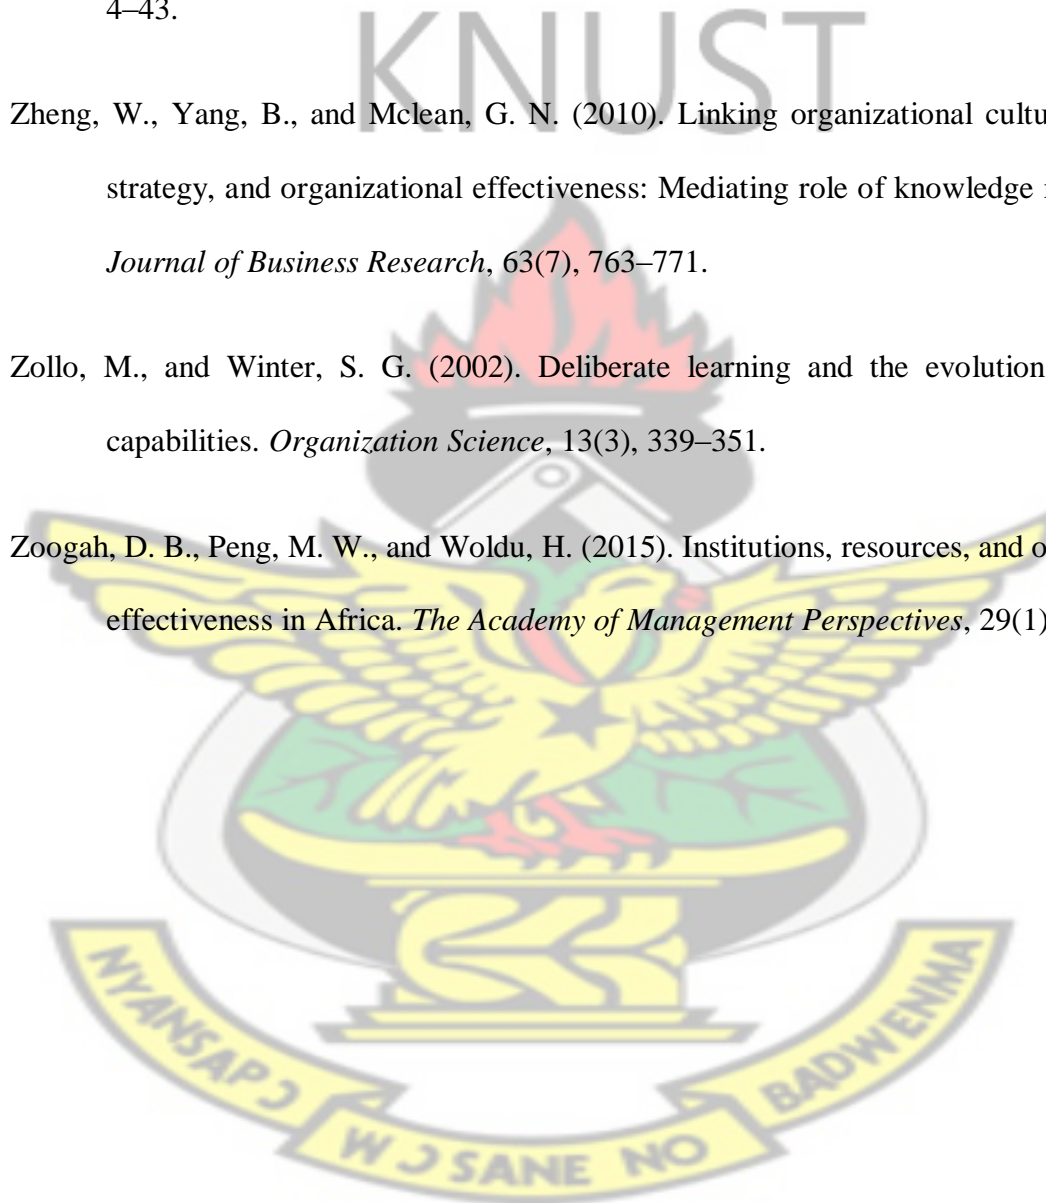 4–43.
KNUST
Zheng, W., Yang, B., and Mclean, G. N. (2010). Linking organizational cultu
strategy, and organizational effectiveness: Mediating role of knowledge
Journal of Business Research, 63(7), 763–771.
Zollo, M., and Winter, S. G. (2002). Deliberate learning and the evolution
capabilities. Organization Science, 13(3), 339–351.
Zoogah, D. B., Peng, M. W., and Woldu, H. (2015). Institutions, resources, and o
effectiveness in Africa. The Academy of Management Perspectives, 29(1)
NYANSAPƆ
WƆ SANE NO
BADWENMA